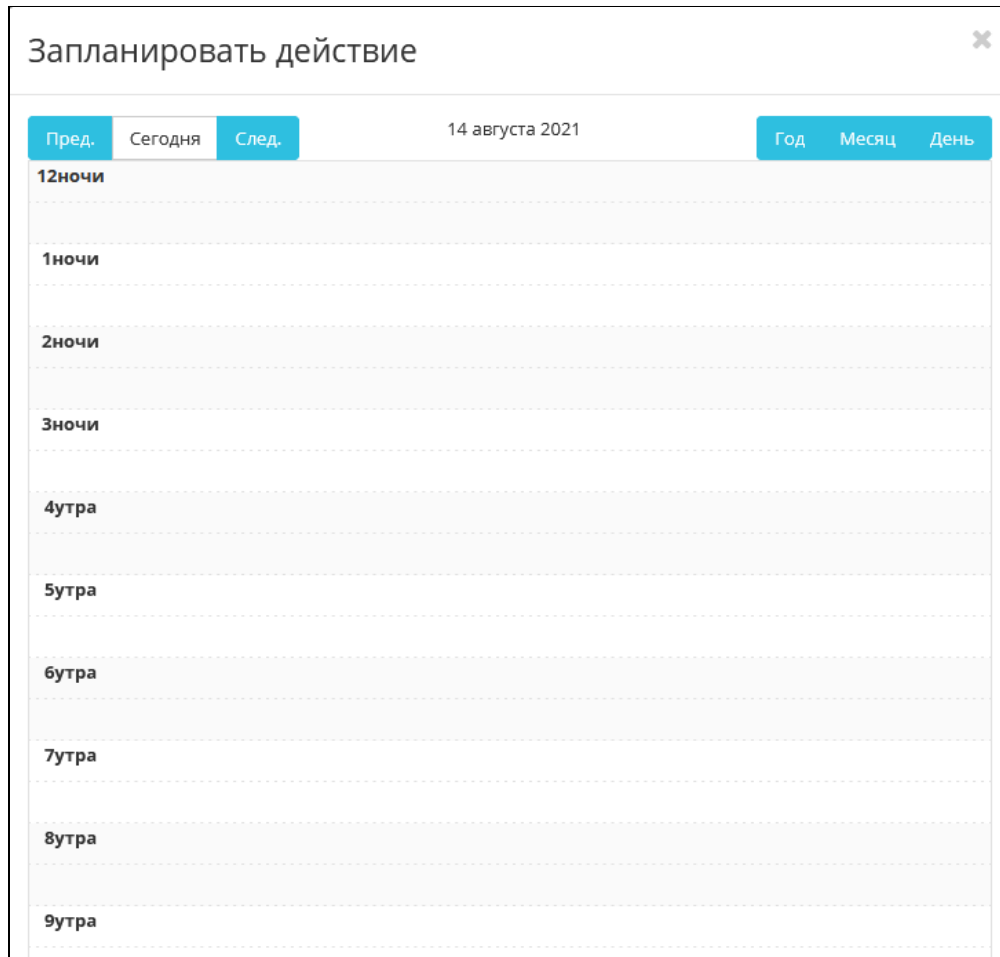 Запланировать действие
Пред. Сегодня След. 14 августа 2021 Год Месяц День
12ночи
1ночи
2ночи
3ночи
4утра
5утра
6утра
7утра
8утра
9утра